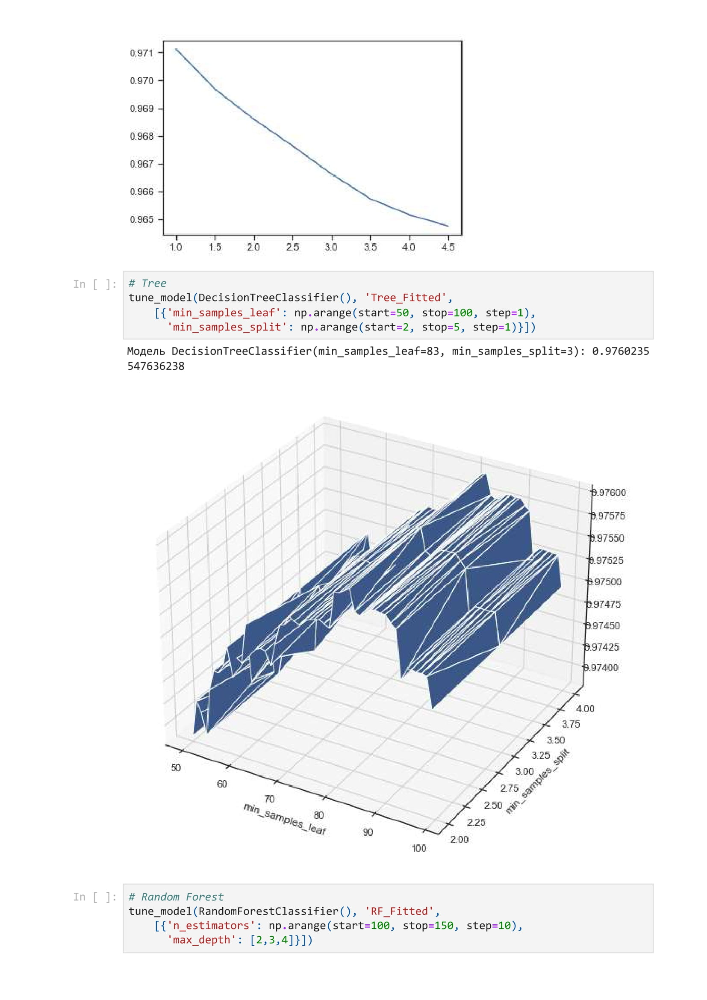 0.971
0.970
0.969
0.968
0.967
0.966
0.965
1.0 1.5 2.0 2.5 3.0 3.5 4.0 4.5
In [ ]:
# Tree
tune_model(DecisionTreeClassifier(), 'Tree_Fitted',
[{'min_samples_leaf': np.arange(start=50, stop=100, step=1),
'min_samples_split': np.arange(start=2, stop=5, step=1)}])
Модель DecisionTreeClassifier(min_samples_leaf=83, min_samples_split=3): 0.9760235
547636238
0.97600
0.97575
0.97550
0.97525
0.97500
0.97475
0.97450
0.97425
0.97400
4.00
3.75
3.50
3.25
3.00
2.75
2.50
2.25
2.00
min_samples_split
50
60
70
80
90
100
min_samples_leaf
In [ ]:
# Random Forest
tune_model(RandomForestClassifier(), 'RF_Fitted',
[{'n_estimators': np.arange(start=100, stop=150, step=10),
'max_depth': [2,3,4]}])